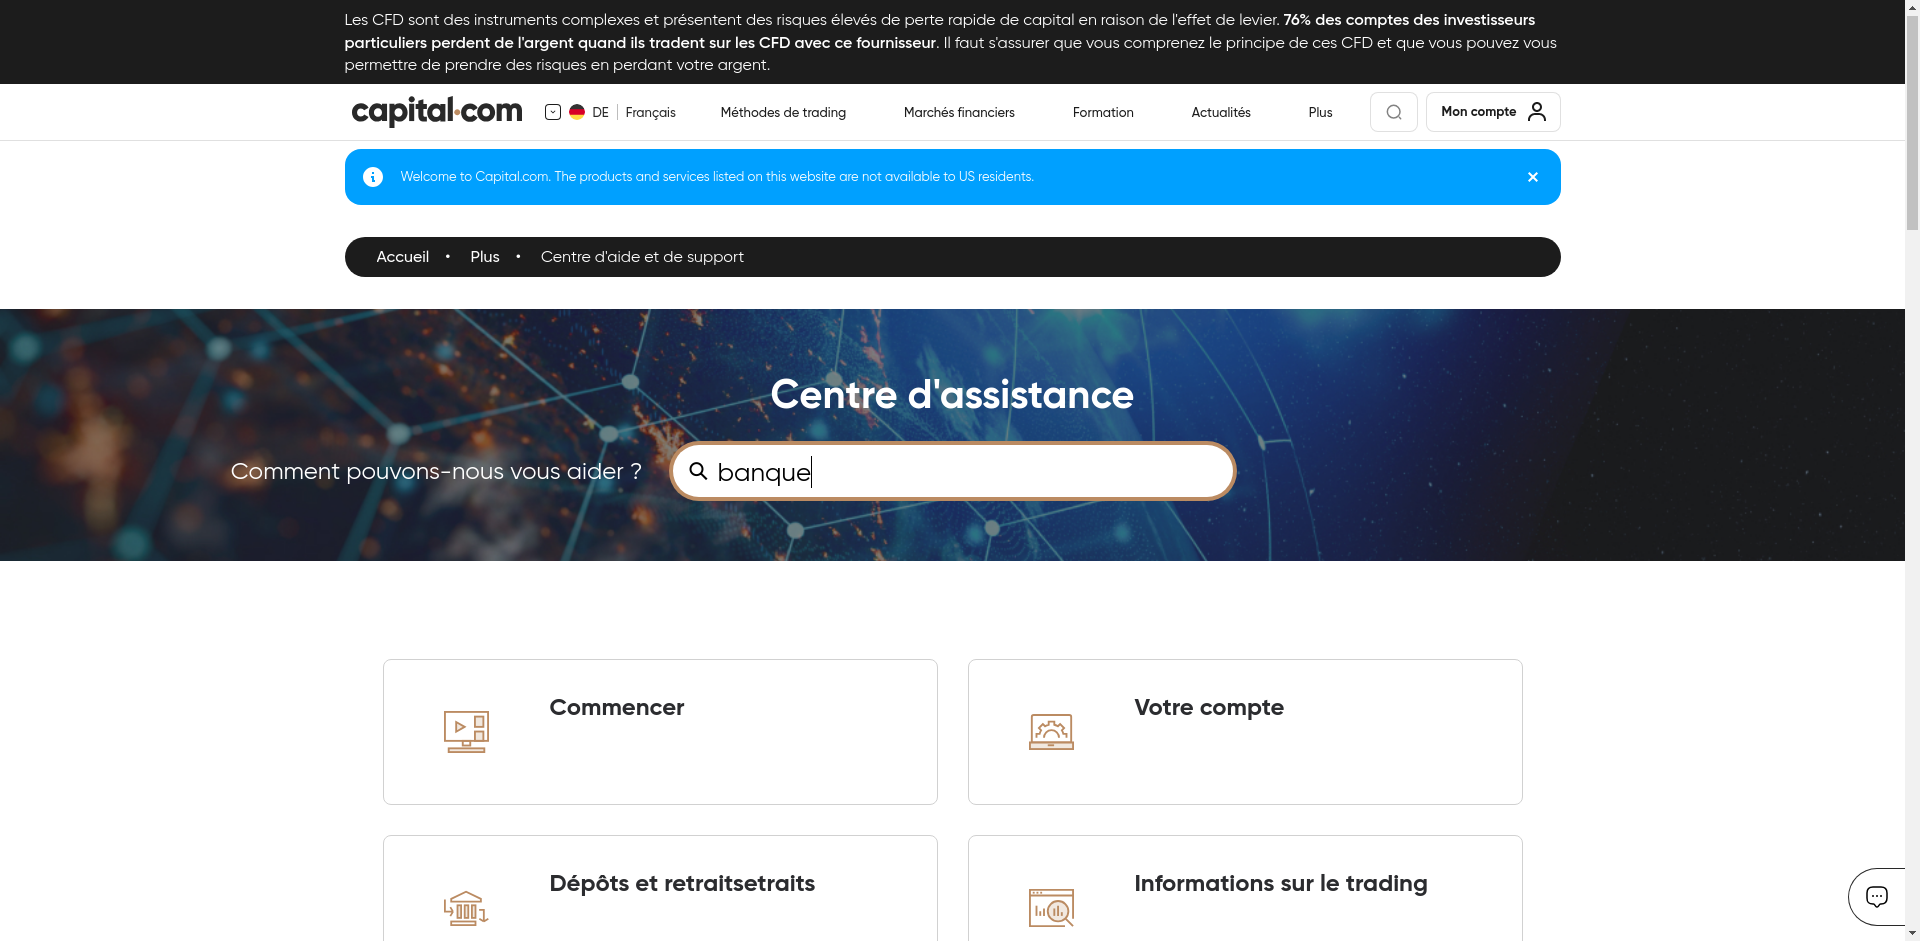 Les CFD sont des instruments complexes et présentent des risques élevés de perte rapide de capital en raison de l'effet de levier. 76% des comptes des investisseurs
particuliers perdent de l'argent quand ils tradent sur les CFD avec ce fournisseur. Il faut s'assurer que vous comprenez le principe de ces CFD et que vous pouvez vous
permettre de prendre des risques en perdant votre argent.
capital.com DE Français Méthodes de trading Marchés financiers Formation Actualités Plus Mon compte
Welcome to Capital.com. The products and services listed on this website are not available to US residents.
Accueil • Plus • Centre d'aide et de support
Centre d'assistance
Comment pouvons-nous vous aider ? banque
Commencer Votre compte
Dépôts et retraitsetraits Informations sur le trading